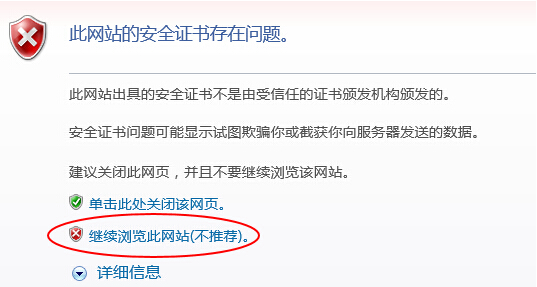 此网站的安全证书存在问题。
此网站出具的安全证书不是由受信任的证书颁发机构颁发的。
安全证书问题可能显示试图欺骗你或截获你向服务器发送的数据。
建议关闭此网页，并且不要继续浏览该网站。
单击此处关闭该网页。
继续浏览此网站(不推荐)。
详细信息